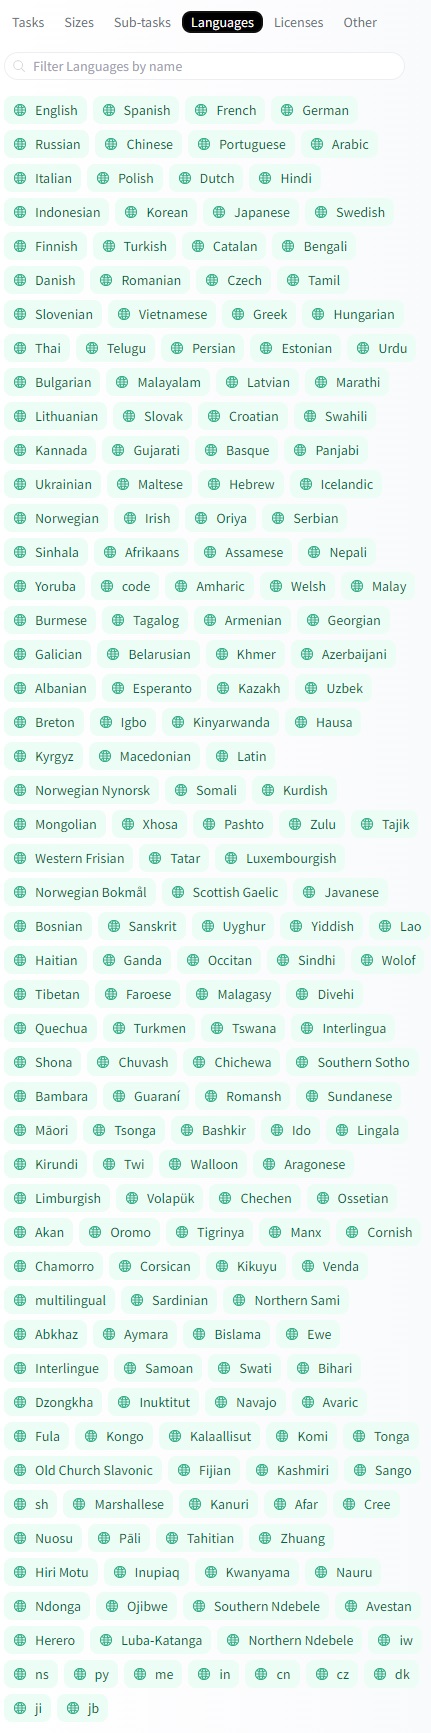 Tasks Sizes Sub-tasks Languages Licenses Other
Filter Languages by name
English Spanish French German
Russian Chinese Portuguese Arabic
Italian Polish Dutch Hindi
Indonesian Korean Japanese Swedish
Finnish Turkish Catalan Bengali
Danish Romanian Czech Tamil
Slovenian Vietnamese Greek Hungarian
Thai Telugu Persian Estonian Urdu
Bulgarian Malayalam Latvian Marathi
Lithuanian Slovak Croatian Swahili
Kannada Gujarati Basque Panjabi
Ukrainian Maltese Hebrew Icelandic
Norwegian Irish Oriya Serbian
Sinhala Afrikaans Assamese Nepali
Yoruba code Amharic Welsh Malay
Burmese Tagalog Armenian Georgian
Galician Belarusian Khmer Azerbaijani
Albanian Esperanto Kazakh Uzbek
Breton Igbo Kinyarwanda Hausa
Kyrgyz Macedonian Latin
Norwegian Nynorsk Somali Kurdish
Mongolian Xhosa Pashto Zulu Tajik
Western Frisian Tatar Luxembourgish
Norwegian Bokmål Scottish Gaelic Javanese
Bosnian Sanskrit Uyghur Yiddish Lao
Haitian Ganda Occitan Sindhi Wolof
Tibetan Faroese Malagasy Divehi
Quechua Turkmen Tswana Interlingua
Shona Chuvash Chichewa Southern Sotho
Bambara Guaraní Romansh Sundanese
Māori Tsonga Bashkir Ido Lingala
Kirundi Twi Walloon Aragonese
Limburgish Volapük Chechen Ossetian
Akan Oromo Tigrinya Manx Cornish
Chamorro Corsican Kikuyu Venda
multilingual Sardinian Northern Sami
Abkhaz Aymara Bislama Ewe
Interlingue Samoan Swati Bihari
Dzongkha Inuktitut Navajo Avaric
Fula Kongo Kalaallisut Komi Tonga
Old Church Slavonic Fijian Kashmiri Sango
sh Marshallese Kanuri Afar Cree
Nuosu Pāli Tahitian Zhuang
Hiri Motu Inupiaq Kwanyama Nauru
Ndonga Ojibwe Southern Ndebele Avestan
Herero Luba-Katanga Northern Ndebele iw
ns py me in cn cz dk
ji jb